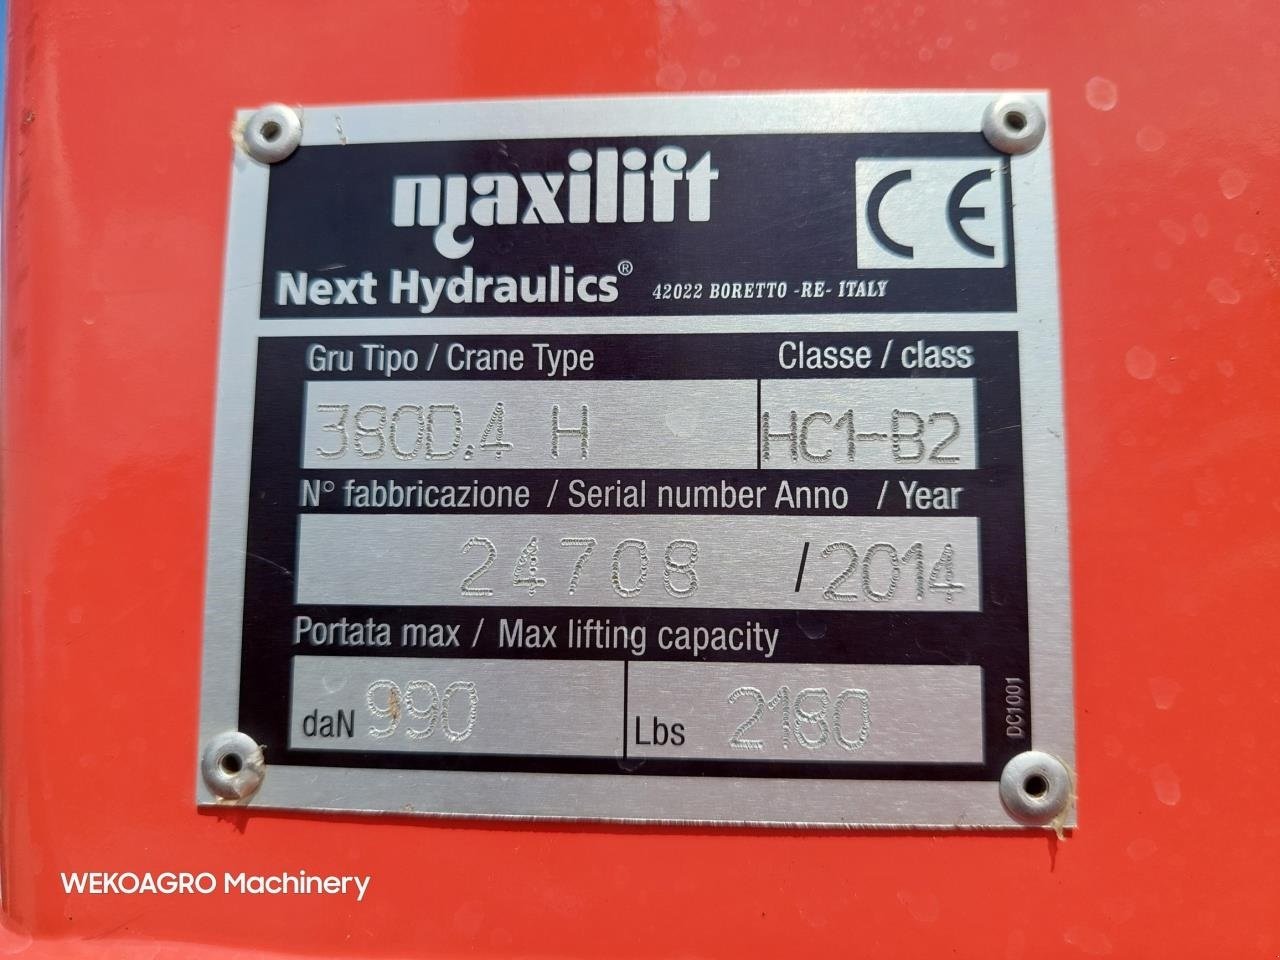 maxilift
CE
Next Hydraulics® 42022 BORETTO -RE- ITALY
Gru Tipo / Crane Type Classe / class
380D.4 H HC1-B2
N° fabbricazione / Serial number Anno / Year
24708 / 2014
Portata max / Max lifting capacity
daN 990 Lbs 2180
DC1001
WEKOAGRO Machinery